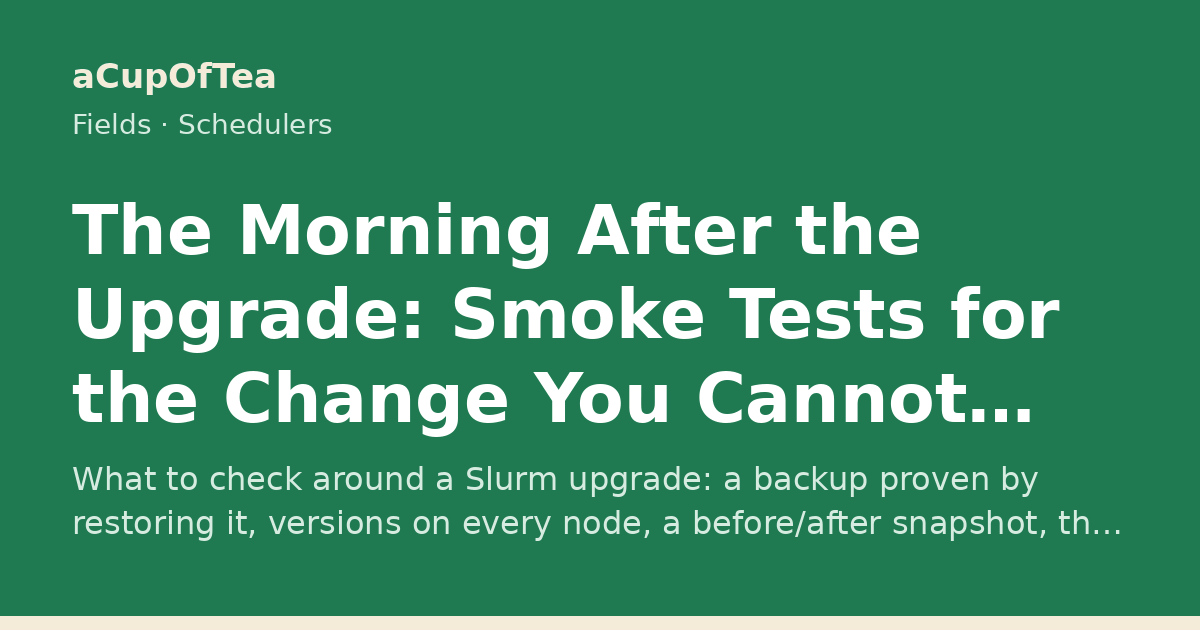 aCupOfTea
Fields · Schedulers
The Morning After the
Upgrade: Smoke Tests for
the Change You Cannot…
What to check around a Slurm upgrade: a backup proven by
restoring it, versions on every node, a before/after snapshot, th…